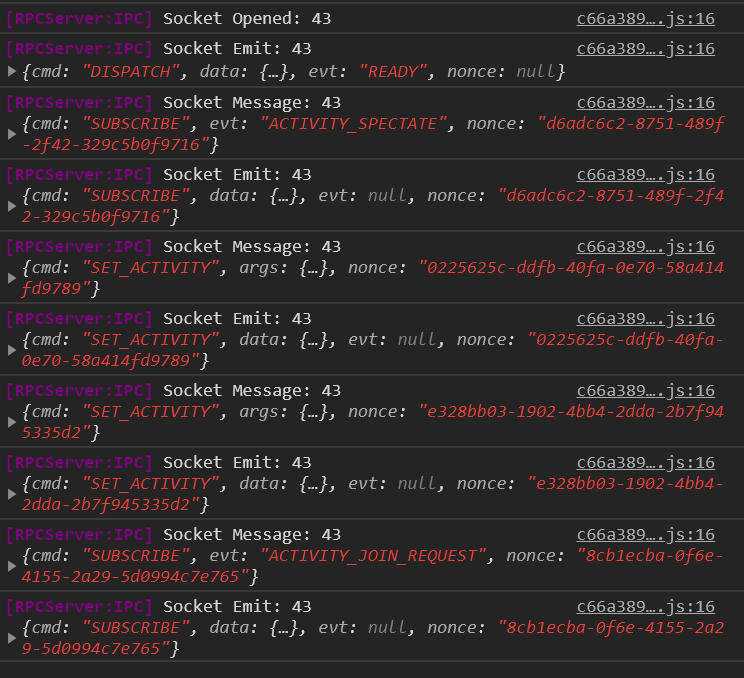 [RPCServer:IPC] Socket Opened: 43 c66a389….js:16
[RPCServer:IPC] Socket Emit: 43 c66a389….js:16
{cmd: "DISPATCH", data: {…}, evt: "READY", nonce: null}
[RPCServer:IPC] Socket Message: 43 c66a389….js:16
{cmd: "SUBSCRIBE", evt: "ACTIVITY_SPECTATE", nonce: "d6adc6c2-8751-489f
-2f42-329c5b0f9716"}
[RPCServer:IPC] Socket Emit: 43 c66a389….js:16
{cmd: "SUBSCRIBE", data: {…}, evt: null, nonce: "d6adc6c2-8751-489f-2f4
2-329c5b0f9716"}
[RPCServer:IPC] Socket Message: 43 c66a389….js:16
{cmd: "SET_ACTIVITY", args: {…}, nonce: "0225625c-ddfb-40fa-0e70-58a414
fd9789"}
[RPCServer:IPC] Socket Emit: 43 c66a389….js:16
{cmd: "SET_ACTIVITY", data: {…}, evt: null, nonce: "0225625c-ddfb-40fa-
0e70-58a414fd9789"}
[RPCServer:IPC] Socket Message: 43 c66a389….js:16
{cmd: "SET_ACTIVITY", args: {…}, nonce: "e328bb03-1902-4bb4-2dda-2b7f94
5335d2"}
[RPCServer:IPC] Socket Emit: 43 c66a389….js:16
{cmd: "SET_ACTIVITY", data: {…}, evt: null, nonce: "e328bb03-1902-4bb4-
2dda-2b7f945335d2"}
[RPCServer:IPC] Socket Message: 43 c66a389….js:16
{cmd: "SUBSCRIBE", evt: "ACTIVITY_JOIN_REQUEST", nonce: "8cb1ecba-0f6e-
4155-2a29-5d0994c7e765"}
[RPCServer:IPC] Socket Emit: 43 c66a389….js:16
{cmd: "SUBSCRIBE", data: {…}, evt: null, nonce: "8cb1ecba-0f6e-4155-2a2
9-5d0994c7e765"}